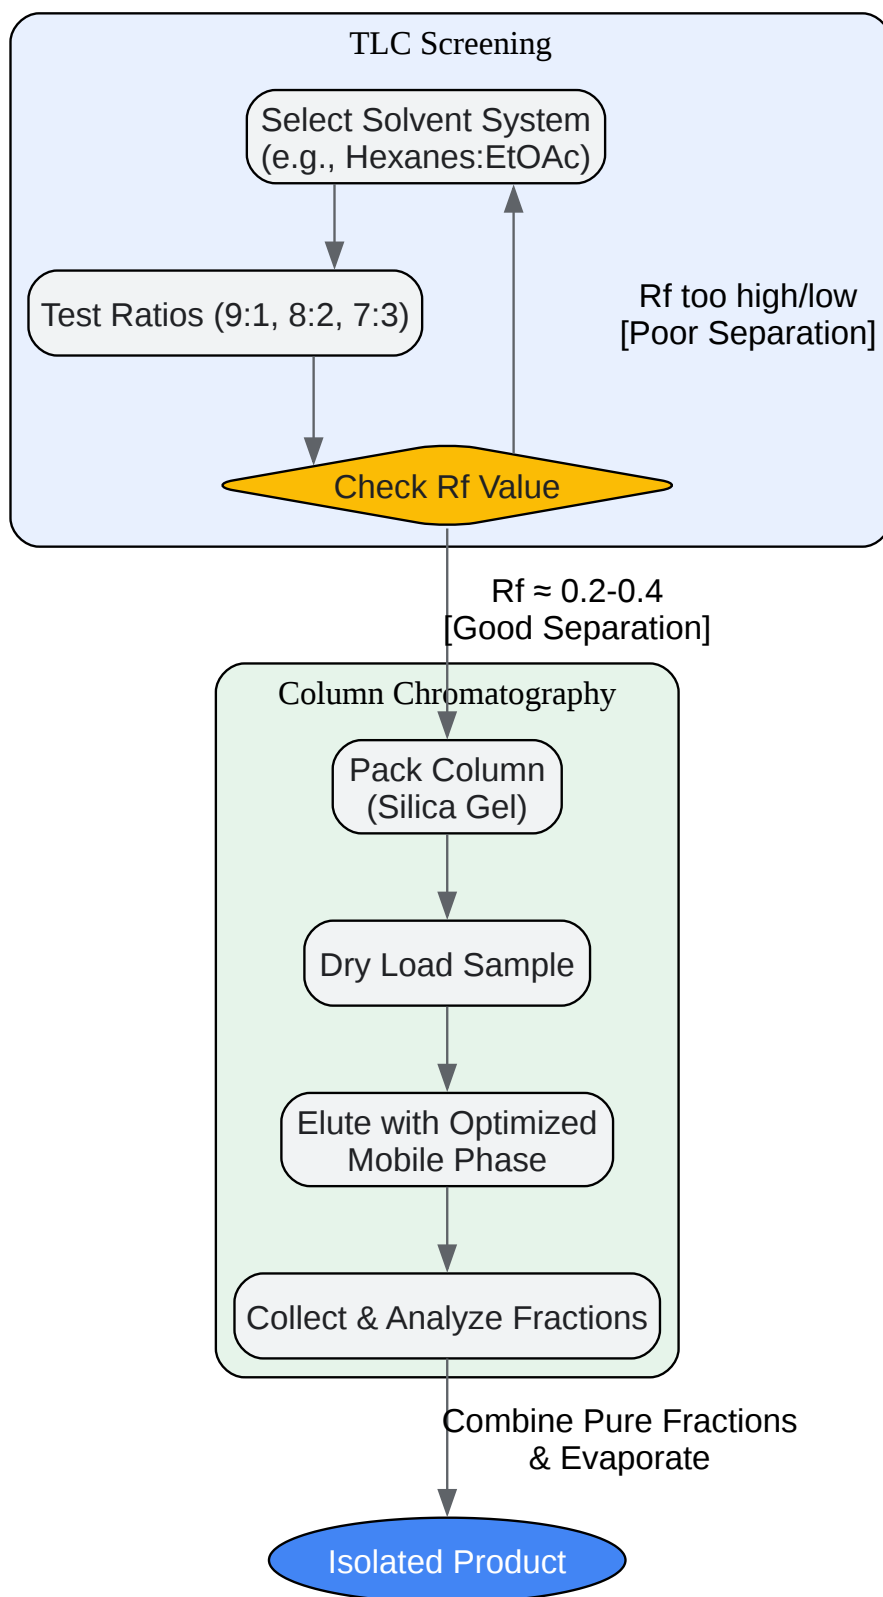 TLC Screening
Select Solvent System
(e.g., Hexanes:EtOAc)
Test Ratios (9:1, 8:2, 7:3)
Rf too high/low
[Poor Separation]
Check Rf Value
Rf ≈ 0.2-0.4
[Good Separation]
Column Chromatography
Pack Column
(Silica Gel)
Dry Load Sample
Elute with Optimized
Mobile Phase
Collect & Analyze Fractions
Combine Pure Fractions
& Evaporate
Isolated Product